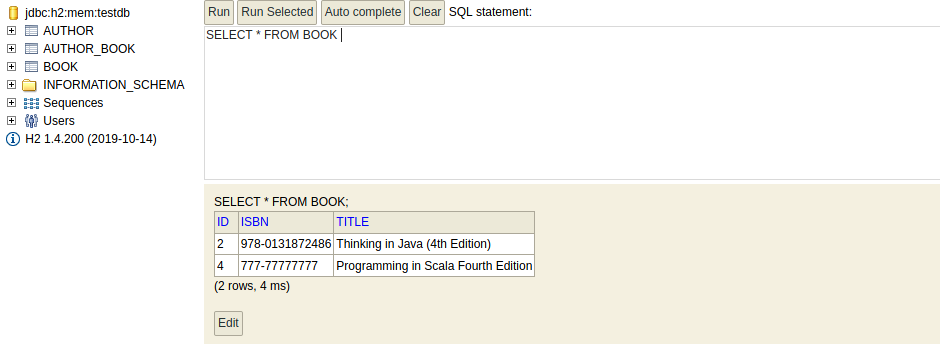 jdbc:h2:mem:testdb
AUTHOR
AUTHOR_BOOK
BOOK
INFORMATION_SCHEMA
Sequences
Users
H2 1.4.200 (2019-10-14)
Run Run Selected Auto complete Clear SQL statement:
SELECT * FROM BOOK
SELECT * FROM BOOK;
ID ISBN TITLE
2 978-0131872486 Thinking in Java (4th Edition)
4 777-77777777 Programming in Scala Fourth Edition
(2 rows, 4 ms)
Edit